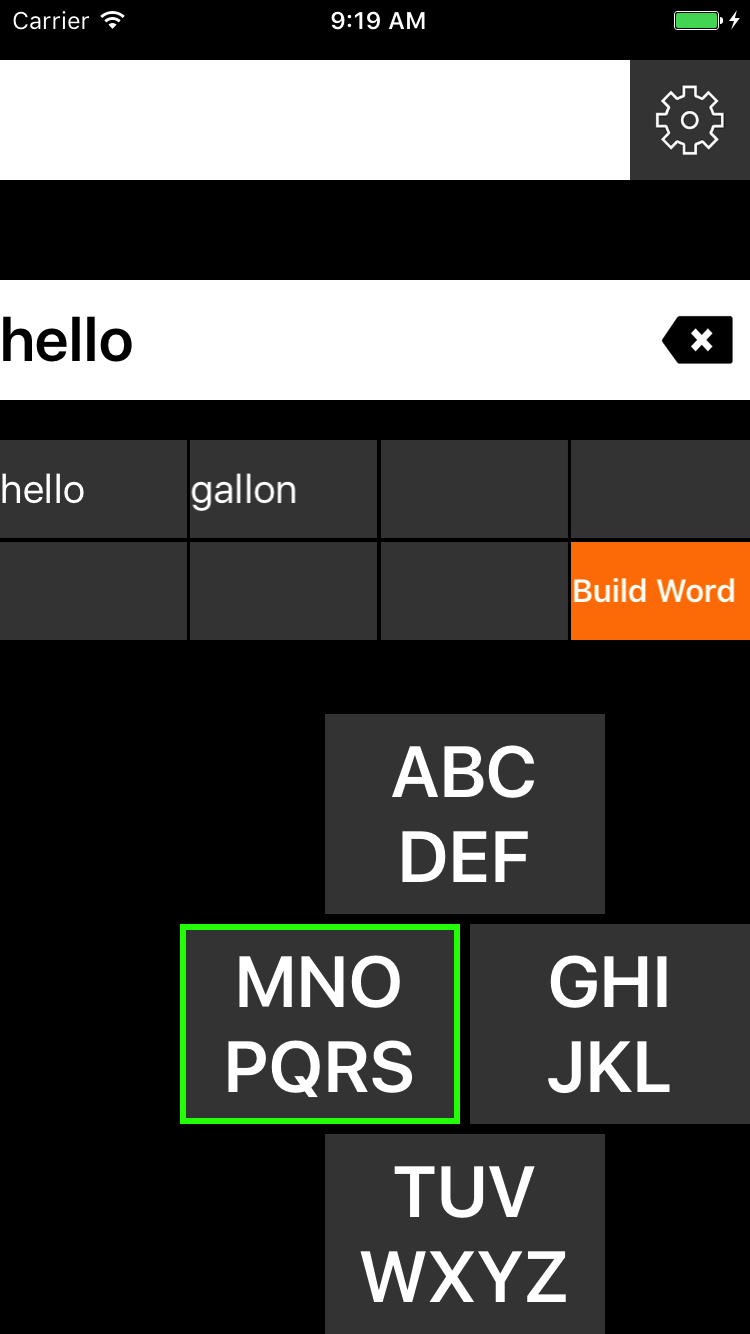 Carrier 9:19 AM
hello
hello gallon
Build Word
ABC
DEF
MNO GHI
PQRS JKL
TUV
WXYZ